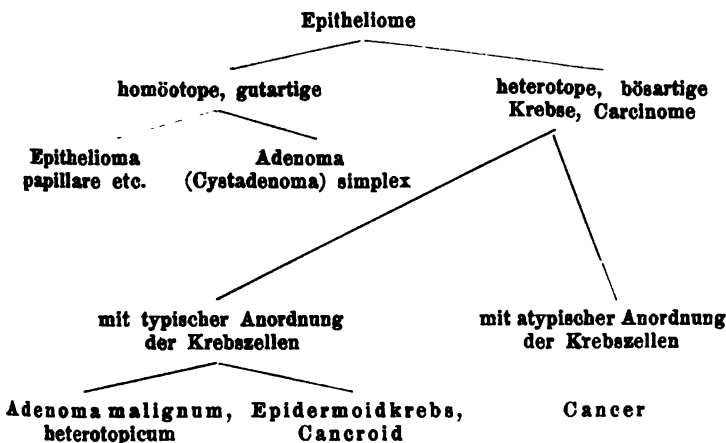 Epitheliome
homöotope, gutartige
heterotope, bösartige
Krebse, Carcinome
Epithelioma
papillare etc.
Adenoma
(Cystadenoma) simplex
mit typischer Anordnung
der Krebszellen
mit atypischer Anordnung
der Krebszellen
Adenoma malignum,
heterotopicum
Epidermoidkrebs,
Cancroid
Cancer